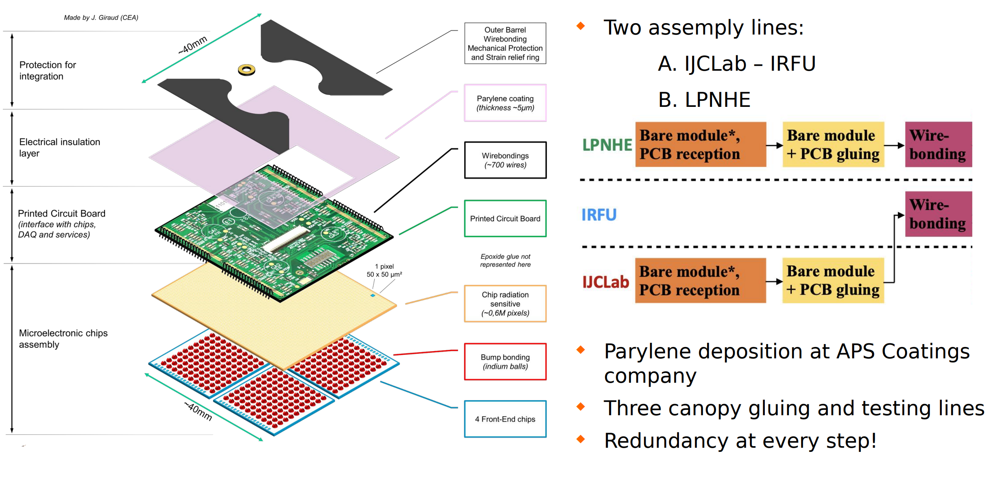 Made by J. Giraud (CEA)
~40mm
Protection for
integration
Electrical insulation
layer
Printed Circuit Board
(interface with chips,
DAQ and services)
Microelectronic chips
assembly
~40mm
1 pixel
50 x 50 µm²
Outer Barrel
Wirebonding
Mechanical Protection
and Strain relief ring
Parylene coating
(thickness ~5µm)
Wirebondings
(~700 wires)
Printed Circuit Board
Epoxide glue not
represented here
Chip radiation
sensitive
(~0,6M pixels)
Bump bonding
(indium balls)
4 Front-End chips
GA1
GA2
GA3
GA4
11010
Two assemply lines:
A. IJCLab – IRFU
B. LPNHE
LPNHE
Bare module*,
PCB reception
Bare module
+ PCB gluing
Wire-
bonding
IRFU
Wire-
bonding
IJCLab
Bare module*,
PCB reception
Bare module
+ PCB gluing
Parylene deposition at APS Coatings
company
Three canopy gluing and testing lines
Redundancy at every step!